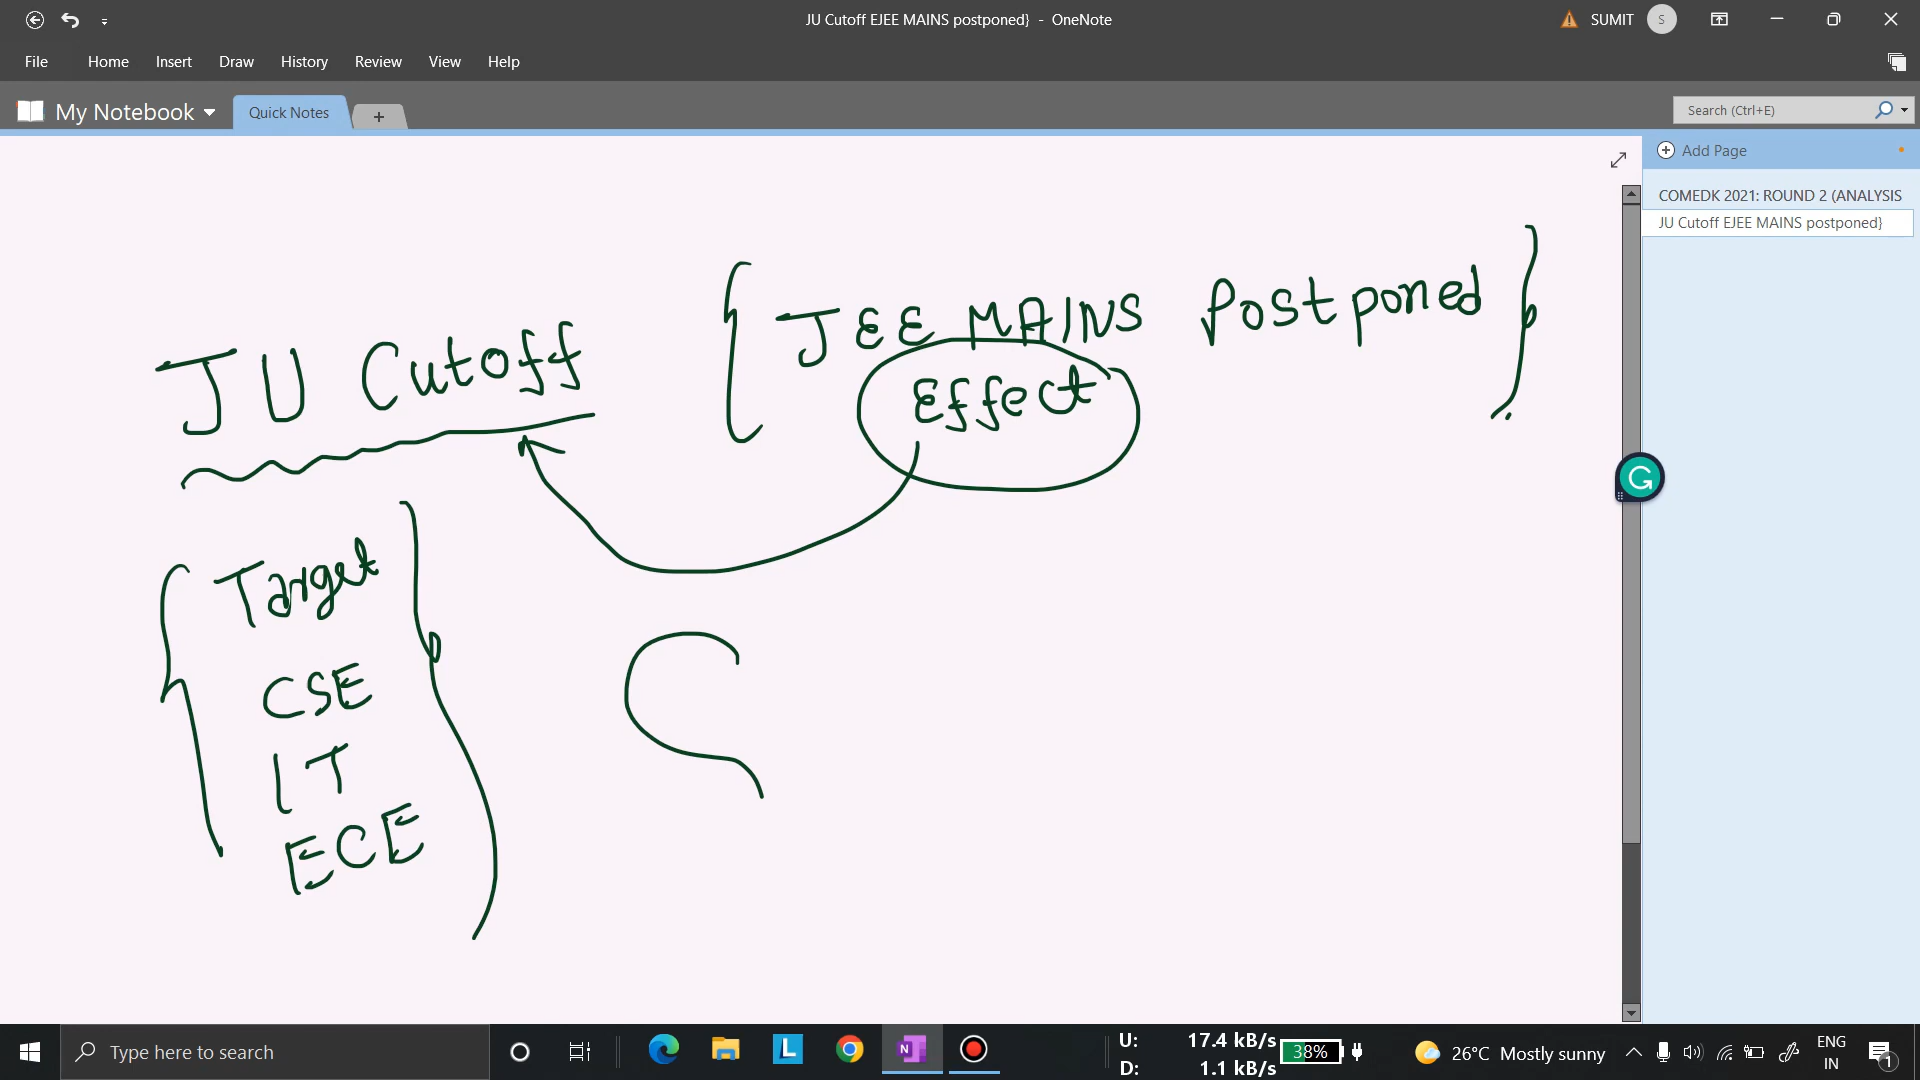 JU Cutoff EJEE MAINS postponed} - OneNote
SUMIT
S
File Home Insert Draw History Review View Help
My Notebook
Quick Notes
+
Search (Ctrl+E)
Add Page
COMEDK 2021: ROUND 2 (ANALYSIS
JU Cutoff EJEE MAINS postponed}
JU Cutoff
{ JEE MAINS Postponed }
Effect
{ Target }
CSE
IT
ECE
Type here to search
L
N
U: 17.4 kB/s
D: 1.1 kB/s
38%
26°C Mostly sunny
ENG
IN
1